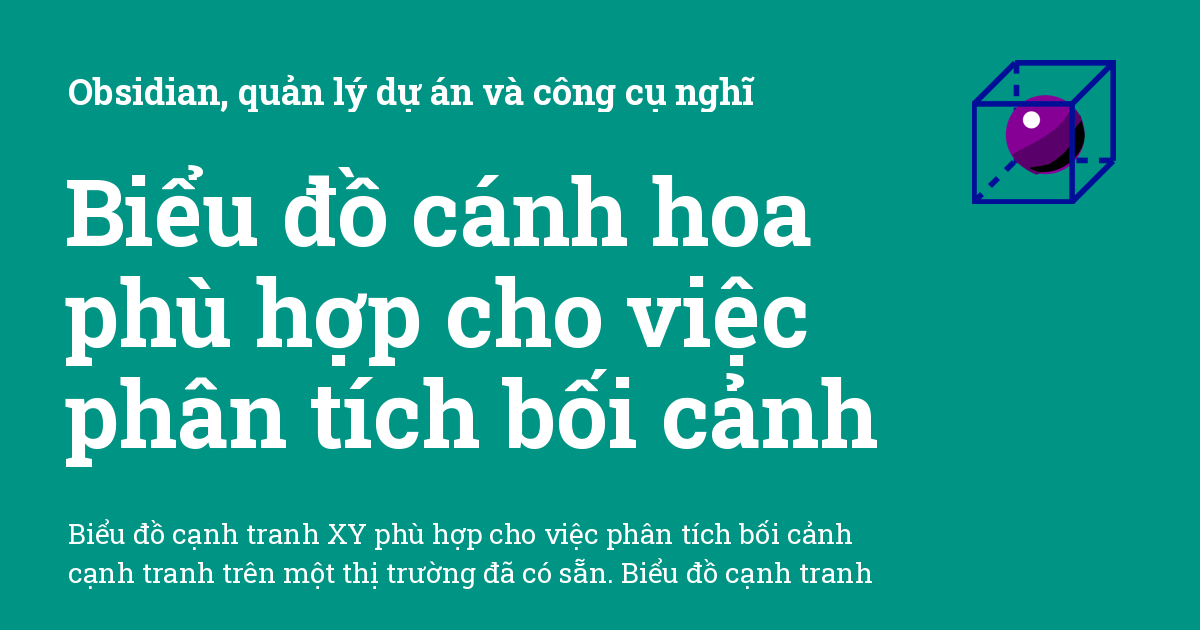 Obsidian, quản lý dự án và công cụ nghĩ
Biểu đồ cánh hoa
phù hợp cho việc
phân tích bối cảnh
Biểu đồ cạnh tranh XY phù hợp cho việc phân tích bối cảnh
cạnh tranh trên một thị trường đã có sẵn. Biểu đồ cạnh tranh